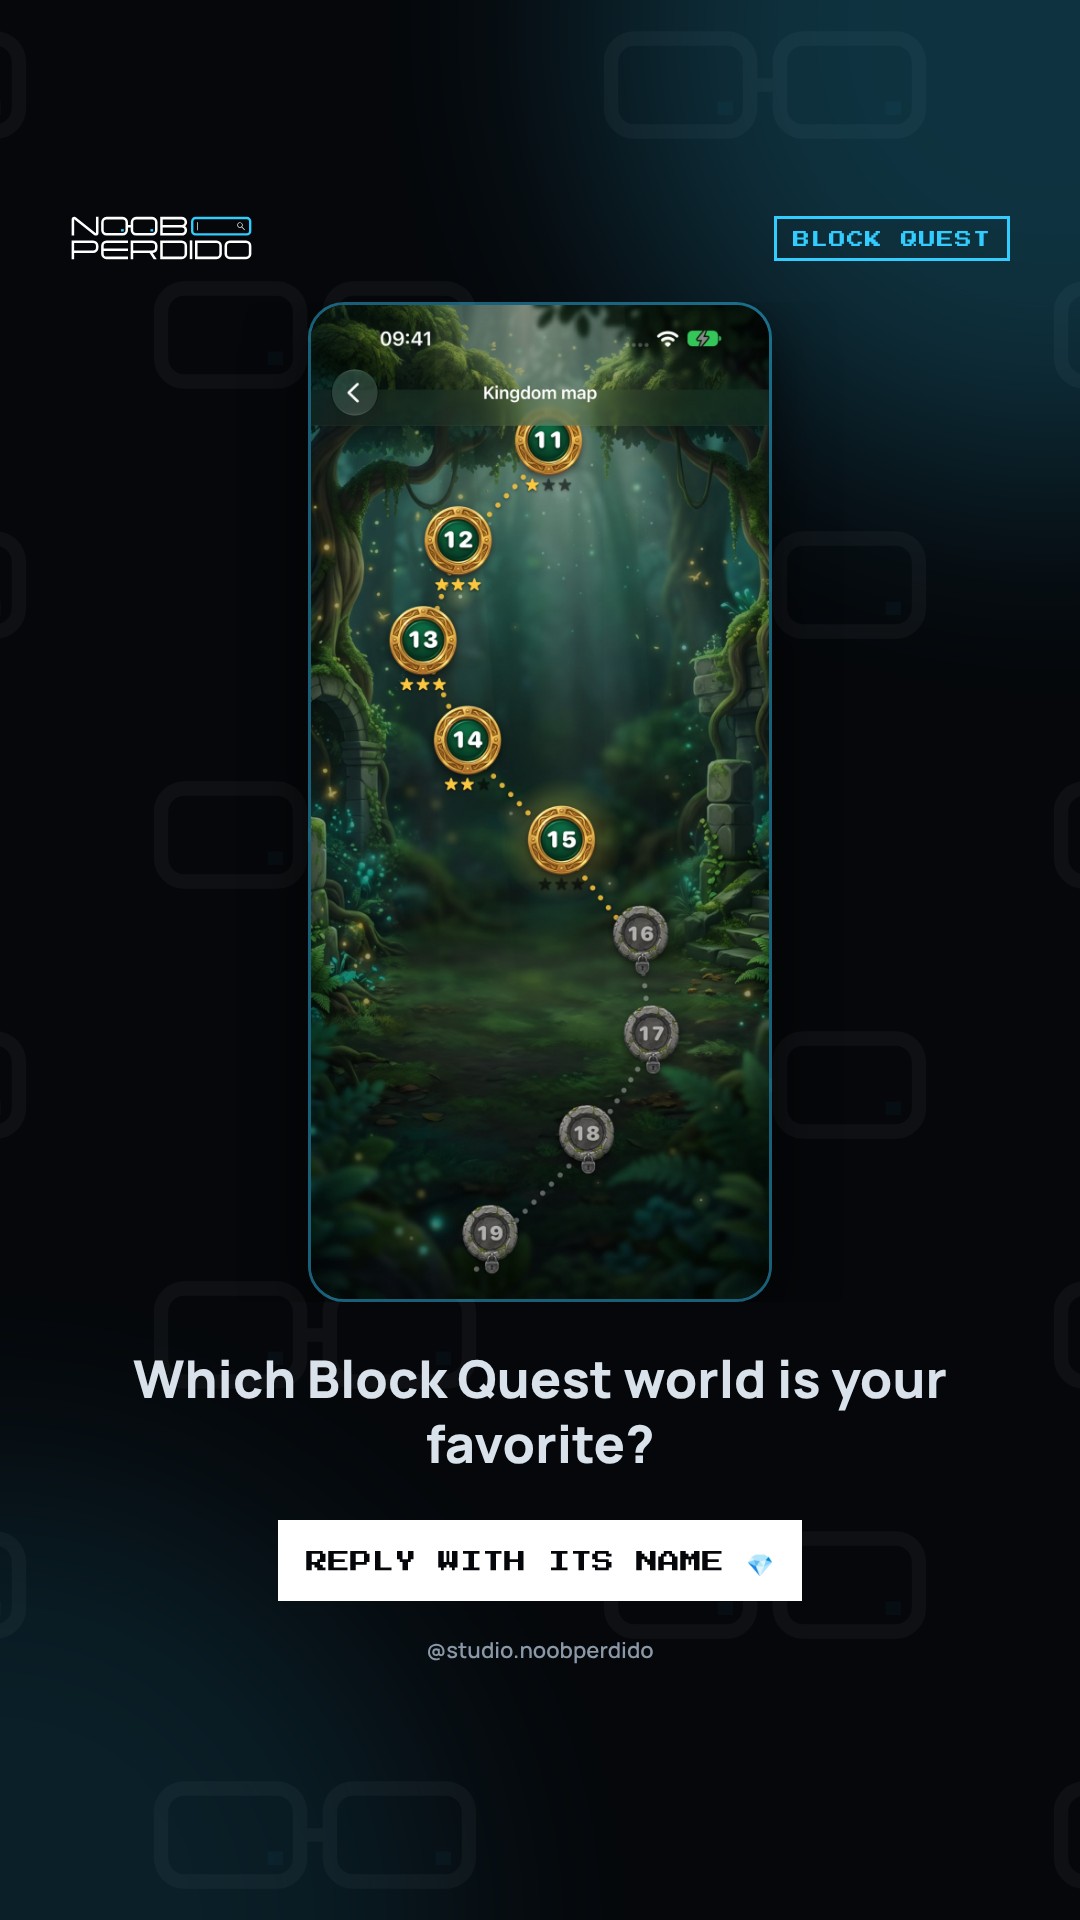 NOOB
PERDIDO
BLOCK QUEST
09:41
Kingdom map
11
12
13
14
15
16
17
18
19
Which Block Quest world is your
favorite?
REPLY WITH ITS NAME 💎
@studio.noobperdido